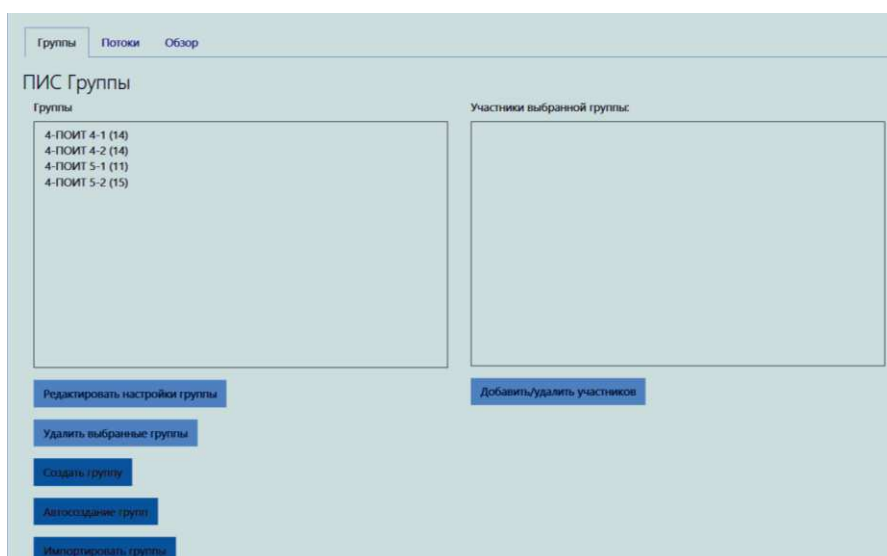 Группы Потоки Обзор
ПИС Группы
Группы
Участники выбранной группы:
4-ПОИТ 4-1 (14)
4-ПОИТ 4-2 (14)
4-ПОИТ 5-1 (11)
4-ПОИТ 5-2 (15)
Редактировать настройки группы
Добавить/удалить участников
Удалить выбранные группы
Создать группу
Автосоздание групп
Импортировать группы